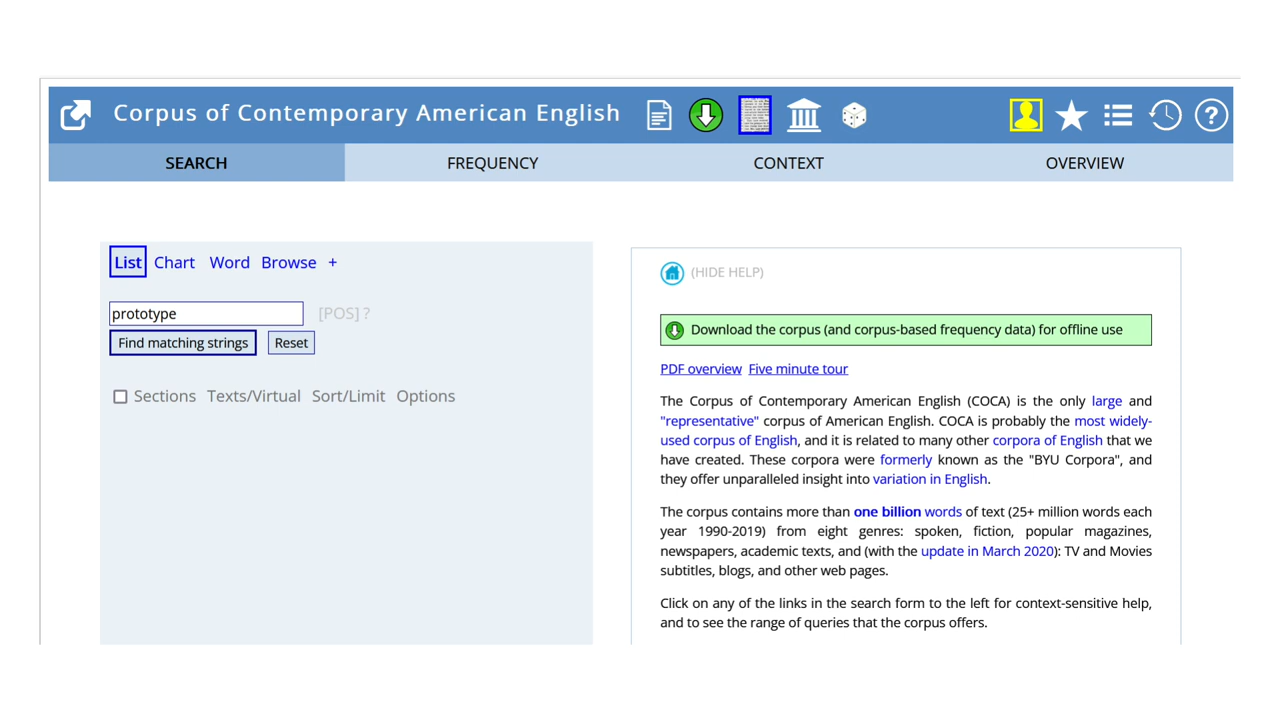 Corpus of Contemporary American English
SEARCH FREQUENCY CONTEXT OVERVIEW
List Chart Word Browse +
prototype [POS] ?
Find matching strings Reset
Sections Texts/Virtual Sort/Limit Options
(HIDE HELP)
Download the corpus (and corpus-based frequency data) for offline use
PDF overview Five minute tour
The Corpus of Contemporary American English (COCA) is the only large and
"representative" corpus of American English. COCA is probably the most widely-
used corpus of English, and it is related to many other corpora of English that we
have created. These corpora were formerly known as the "BYU Corpora", and
they offer unparalleled insight into variation in English.
The corpus contains more than one billion words of text (25+ million words each
year 1990-2019) from eight genres: spoken, fiction, popular magazines,
newspapers, academic texts, and (with the update in March 2020): TV and Movies
subtitles, blogs, and other web pages.
Click on any of the links in the search form to the left for context-sensitive help,
and to see the range of queries that the corpus offers.